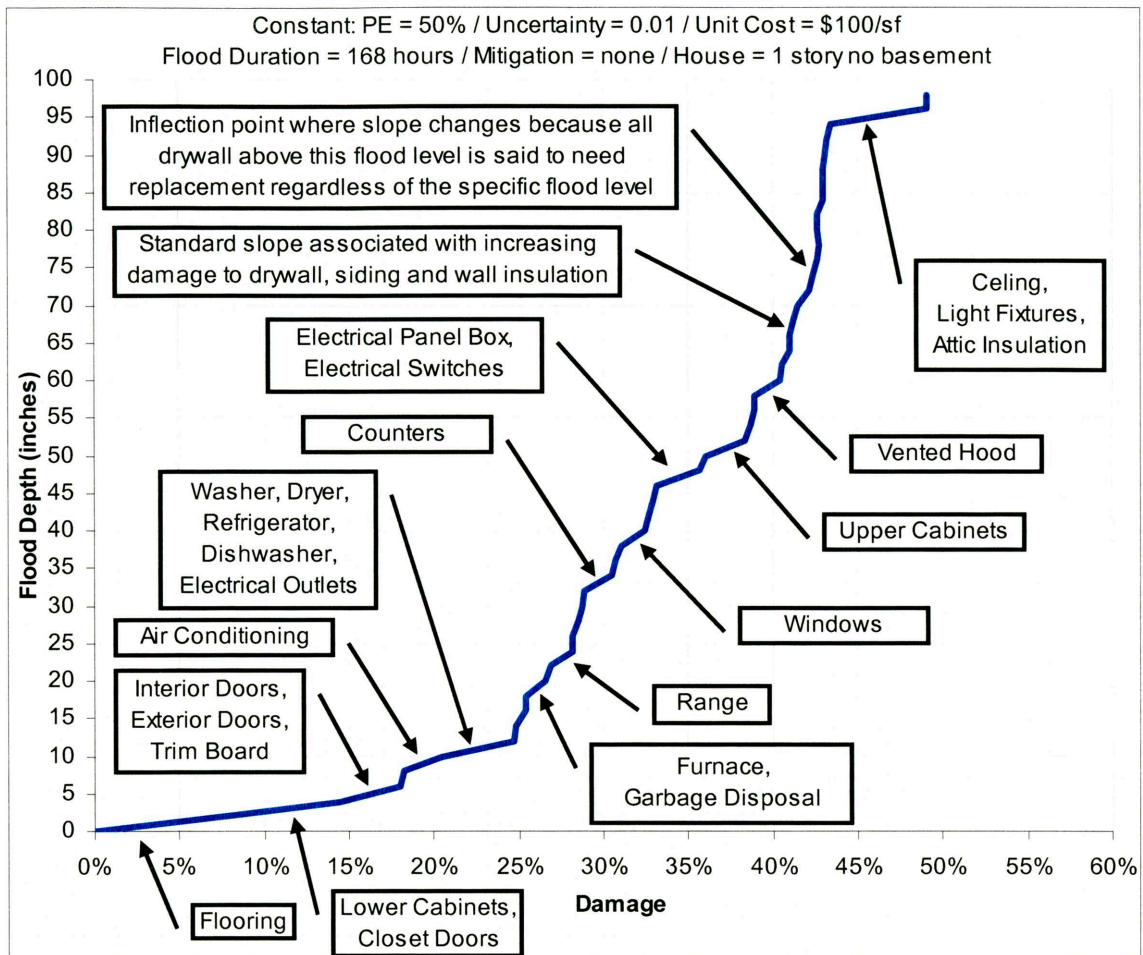 Constant: PE = 50% / Uncertainty = 0.01 / Unit Cost = $100/sf
Flood Duration = 168 hours / Mitigation = none / House = 1 story no basement
100
95
90
85
80
75
70
65
60
55
50
45
40
35
30
25
20
15
10
5
0
Flood Depth (inches)
Inflection point where slope changes because all
drywall above this flood level is said to need
replacement regardless of the specific flood level
Standard slope associated with increasing
damage to drywall, siding and wall insulation
Celing,
Light Fixtures,
Attic Insulation
Electrical Panel Box,
Electrical Switches
Counters
Vented Hood
Washer, Dryer,
Refrigerator,
Dishwasher,
Electrical Outlets
Upper Cabinets
Windows
Air Conditioning
Interior Doors,
Exterior Doors,
Trim Board
Range
Furnace,
Garbage Disposal
0% 5% 10% 15% 20% 25% 30% 35% 40% 45% 50% 55% 60%
Damage
Flooring
Lower Cabinets,
Closet Doors